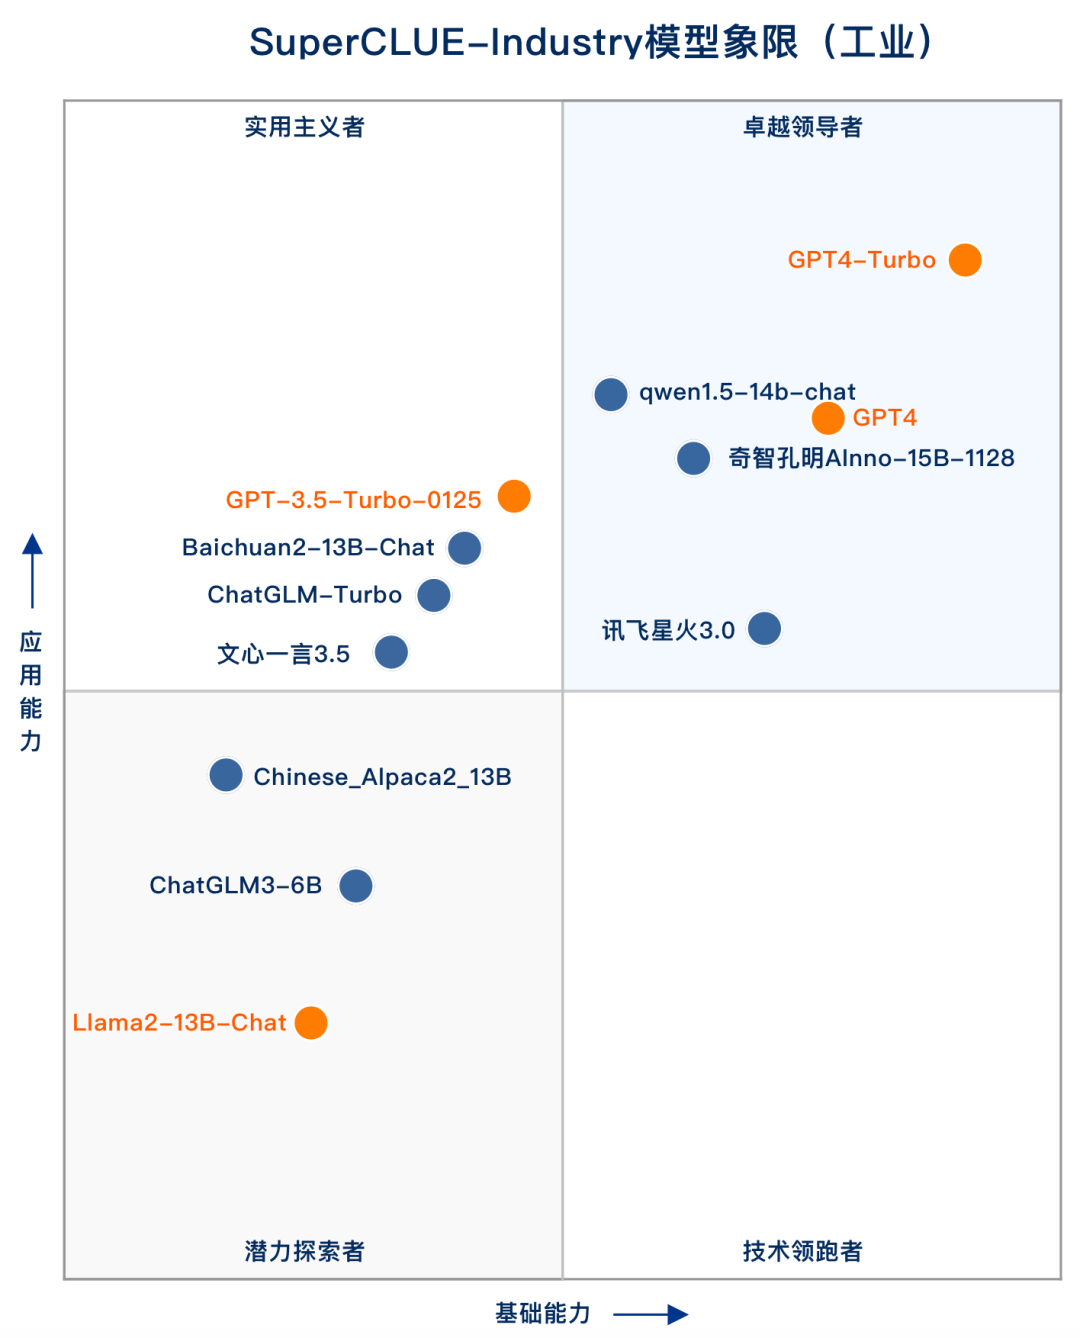 SuperCLUE-Industry模型象限（工业）
实用主义者
卓越领导者
GPT4-Turbo
qwen1.5-14b-chat
GPT4
奇智孔明AInno-15B-1128
GPT-3.5-Turbo-0125
Baichuan2-13B-Chat
ChatGLM-Turbo
讯飞星火3.0
文心一言3.5
应用能力
Chinese_Alpaca2_13B
ChatGLM3-6B
Llama2-13B-Chat
潜力探索者
技术领跑者
基础能力